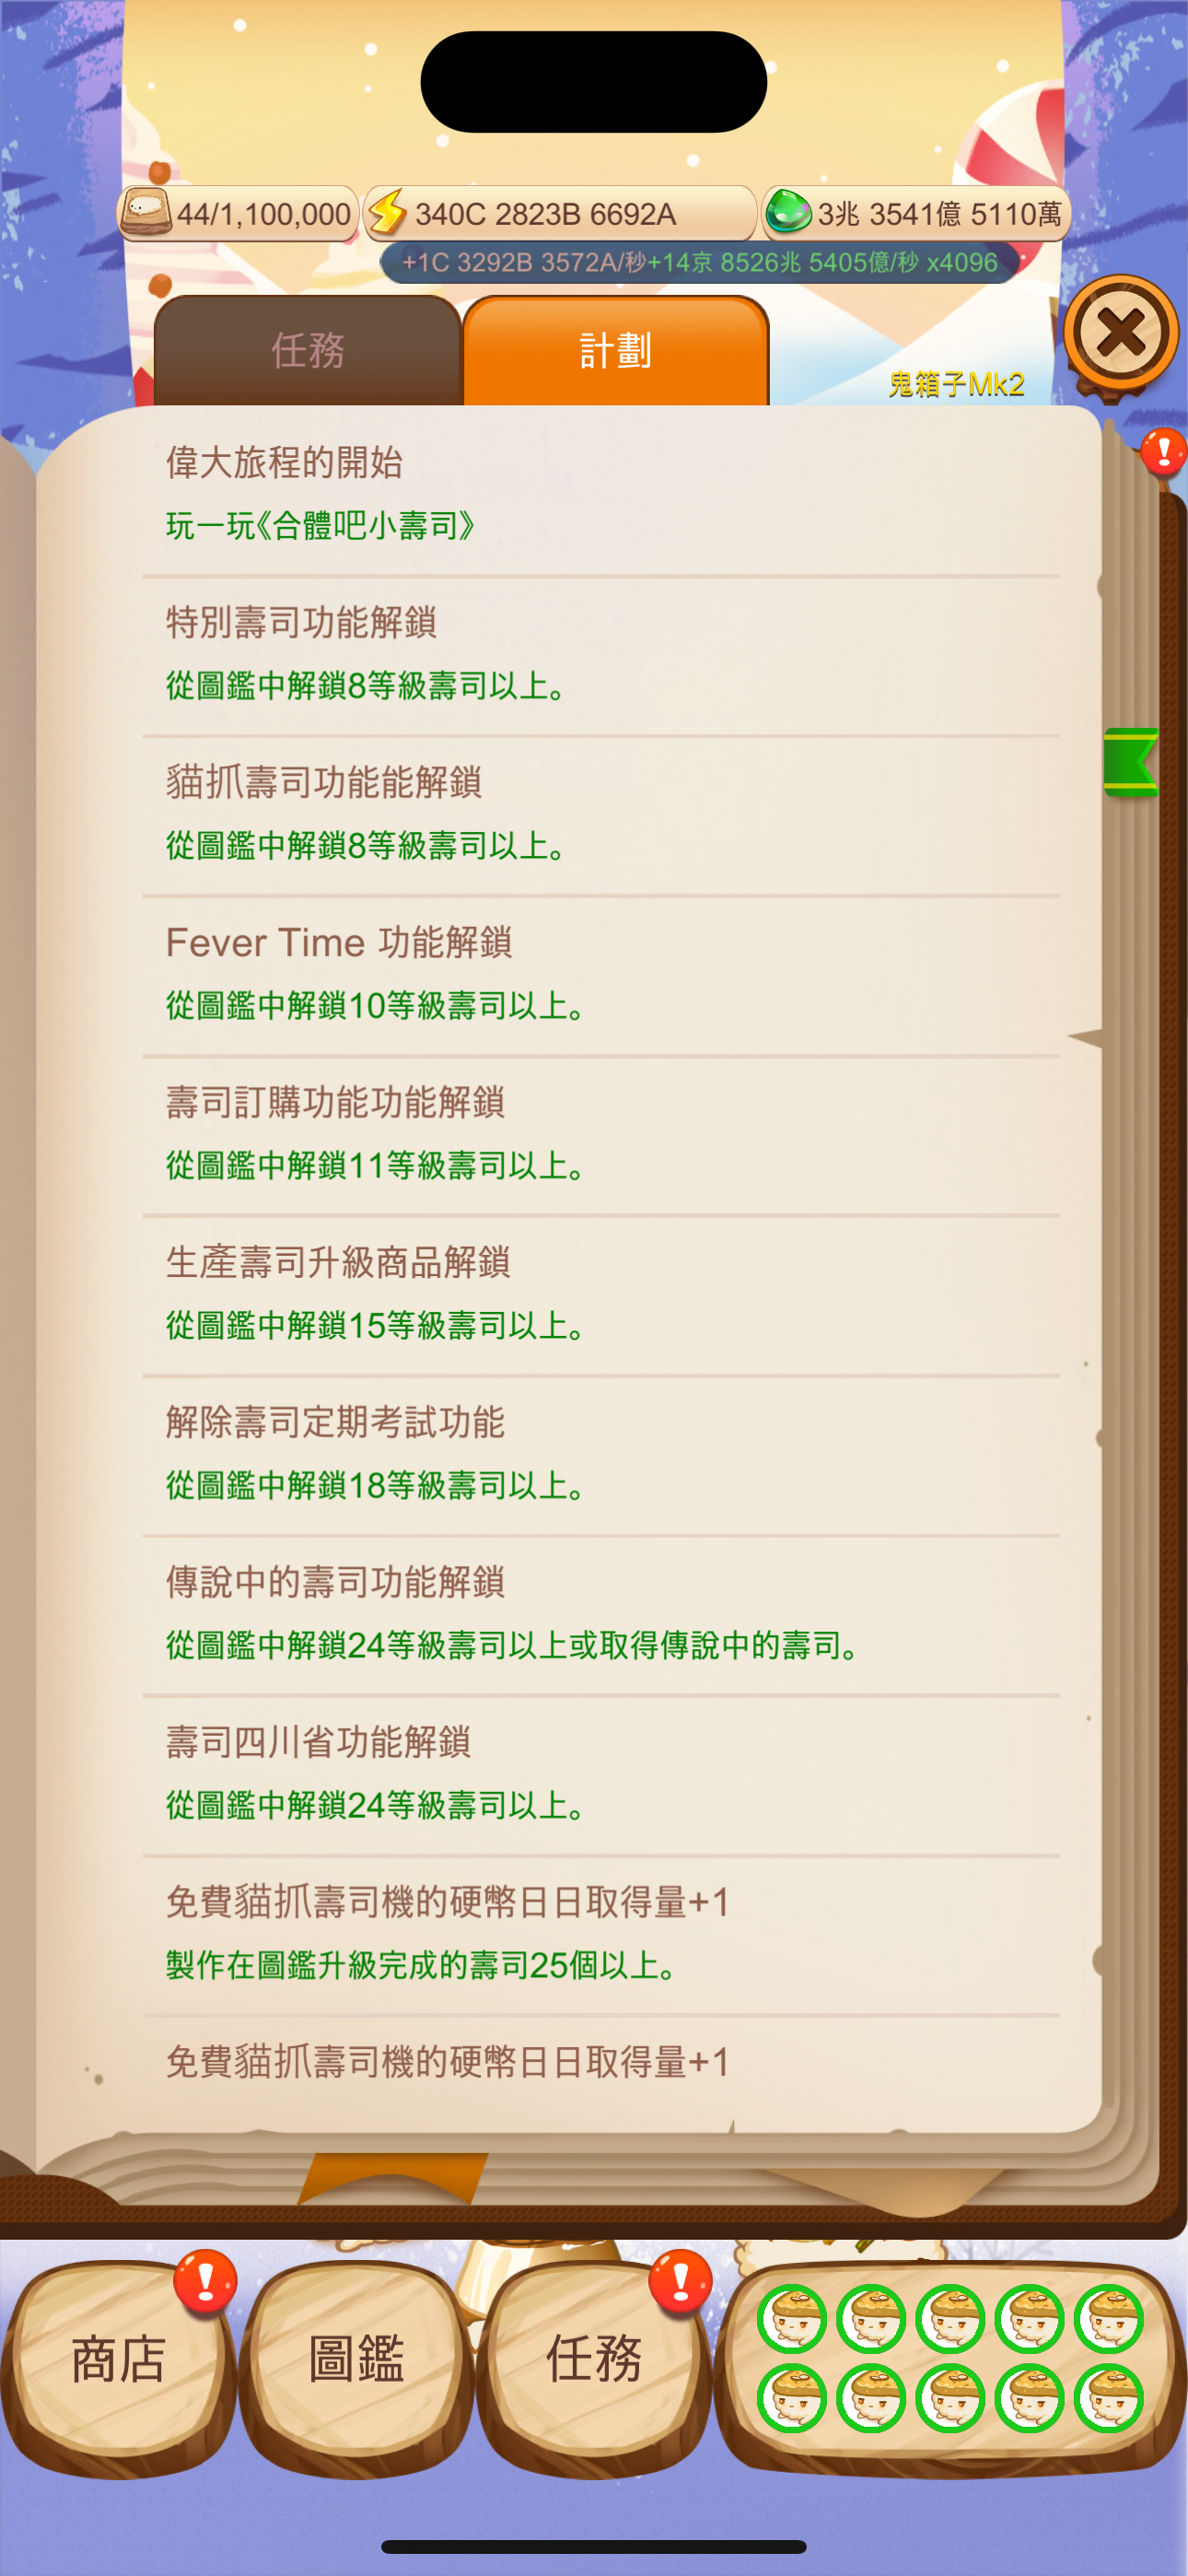 44/1,100,000
340C 2823B 6692A
3兆 3541億 5110萬
+1C 3292B 3572A/秒+14京 8526兆 5405億/秒 x4096
任務
計劃
鬼箱子Mk2
偉大旅程的開始
玩一玩《合體吧小壽司》
特別壽司功能解鎖
從圖鑑中解鎖8等級壽司以上。
貓抓壽司功能能解鎖
從圖鑑中解鎖8等級壽司以上。
Fever Time 功能解鎖
從圖鑑中解鎖10等級壽司以上。
壽司訂購功能功能解鎖
從圖鑑中解鎖11等級壽司以上。
生產壽司升級商品解鎖
從圖鑑中解鎖15等級壽司以上。
解除壽司定期考試功能
從圖鑑中解鎖18等級壽司以上。
傳說中的壽司功能解鎖
從圖鑑中解鎖24等級壽司以上或取得傳說中的壽司。
壽司四川省功能解鎖
從圖鑑中解鎖24等級壽司以上。
免費貓抓壽司機的硬幣日日取得量+1
製作在圖鑑升級完成的壽司25個以上。
免費貓抓壽司機的硬幣日日取得量+1
商店
圖鑑
任務